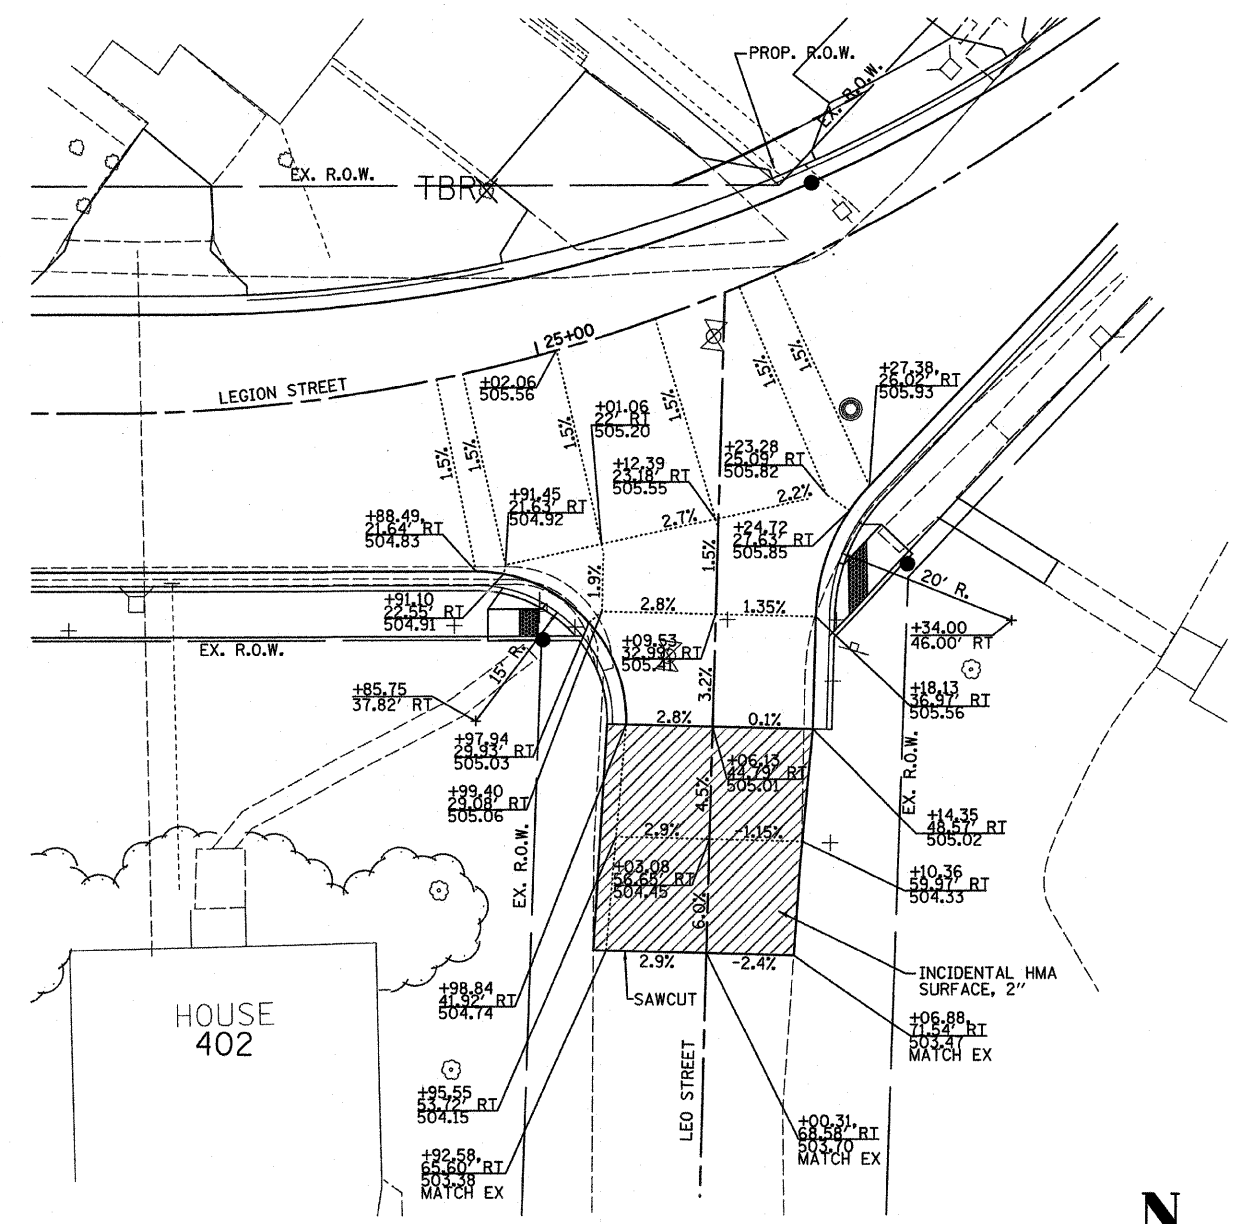 PROP. R.O.W.
EX. R.O.W.
EX. R.O.W.
TBR
25+00
LEGION STREET
+02.06
505.56
1.5%
1.5%
1.5%
1.5%
1.5%
1.5%
+27.38,
26.02' RT
505.93
+01.06
22' RT
505.20
+12.39
23.18' RT
505.55
+23.28
25.09' RT
505.82
+91.45
21.63' RT
504.92
+88.49,
21.64' RT
504.83
2.7%
2.2%
+24.72
27.63' RT
505.85
1.5%
1.9%
20' R.
+91.10
22.55' RT
504.91
2.8%
1.35%
+34.00
46.00' RT
EX. R.O.W.
15' R.
+09.53
32.99' RT
505.41
3.2%
+85.75
37.82' RT
+18.13
36.97' RT
505.56
2.8%
0.1%
+97.94
29.93' RT
505.03
+06.13
44.79' RT
505.01
4.5%
EX. R.O.W.
+99.40
29.08' RT
505.06
+14.35
48.57' RT
505.02
2.9%
-1.15%
EX. R.O.W.
+03.08
56.65' RT
504.45
+10.36
59.97' RT
504.33
6.0%
2.9%
-2.4%
INCIDENTAL HMA
SURFACE, 2"
SAWCUT
+98.84
41.92' RT
504.74
HOUSE
402
+06.88,
71.54' RT
503.47
MATCH EX
LEO STREET
+95.55
53.72' RT
504.15
+00.31,
68.58' RT
503.70
MATCH EX
+92.58,
65.60' RT
503.38
MATCH EX
N